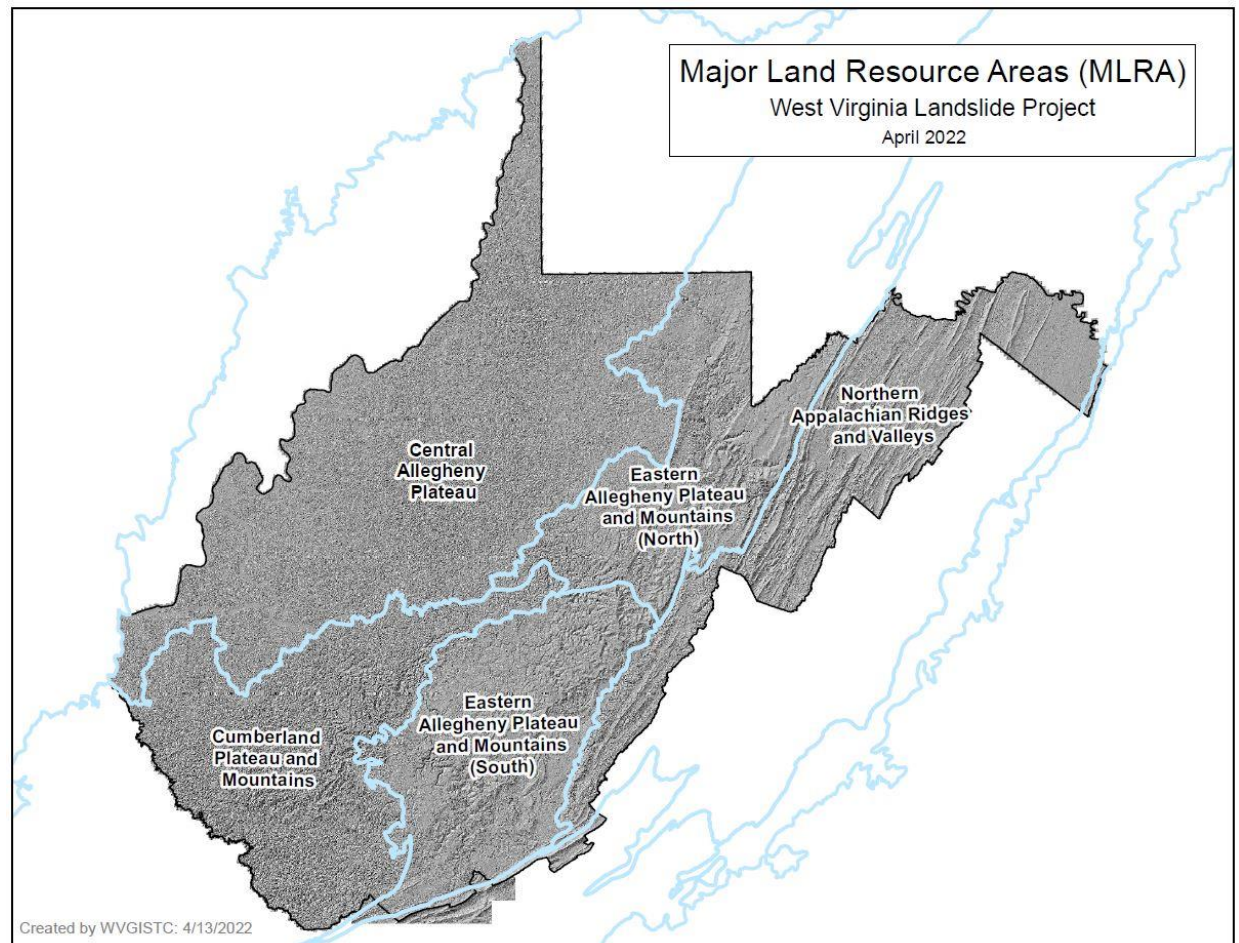 Major Land Resource Areas (MLRA)
West Virginia Landslide Project
April 2022
Northern
Appalachian Ridges
and Valleys
Central
Allegheny
Plateau
Eastern
Allegheny Plateau
and Mountains
(North)
Eastern
Allegheny Plateau
and Mountains
(South)
Cumberland
Plateau and
Mountains
Created by WVGISTC: 4/13/2022